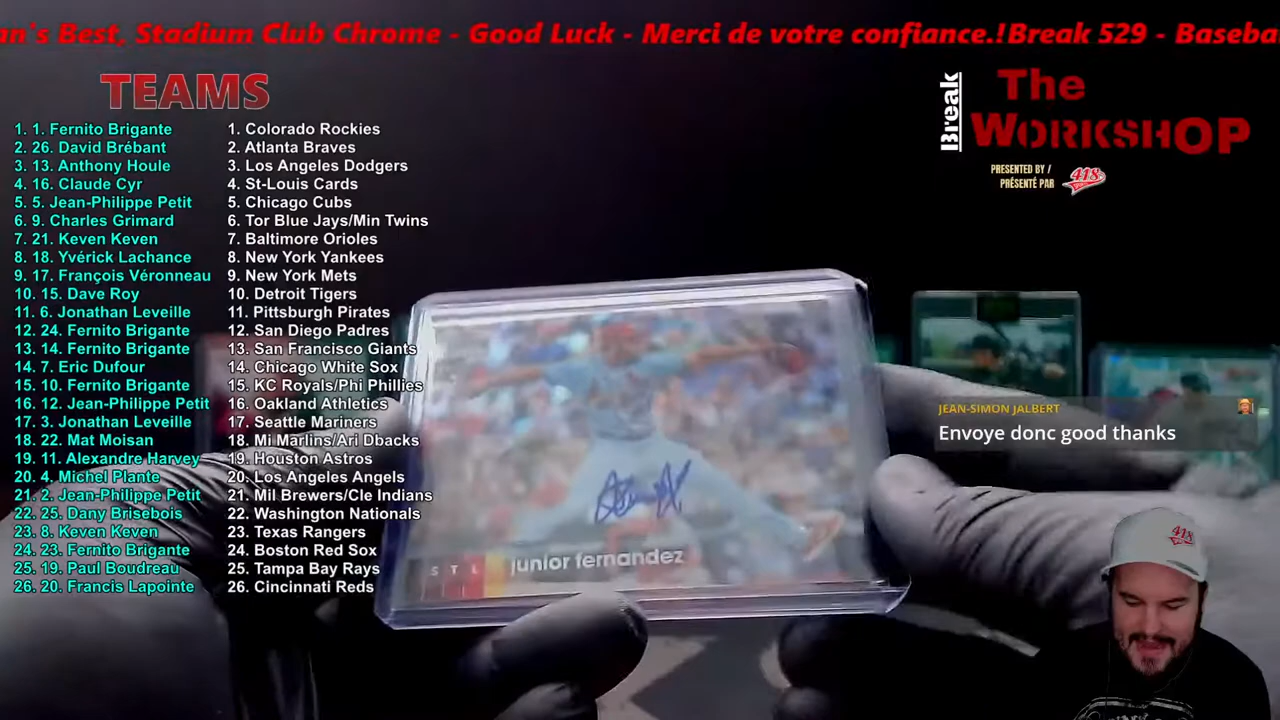 an's Best, Stadium Club Chrome - Good Luck - Merci de votre confiance.!Break 529 - Baseba
TEAMS
1. 1. Fernito Brigante 1. Colorado Rockies
2. 26. David Brébant 2. Atlanta Braves
3. 13. Anthony Houle 3. Los Angeles Dodgers
4. 16. Claude Cyr 4. St-Louis Cards
5. 5. Jean-Philippe Petit 5. Chicago Cubs
6. 9. Charles Grimard 6. Tor Blue Jays/Min Twins
7. 21. Keven Keven 7. Baltimore Orioles
8. 18. Yvérick Lachance 8. New York Yankees
9. 17. François Véronneau 9. New York Mets
10. 15. Dave Roy 10. Detroit Tigers
11. 6. Jonathan Leveille 11. Pittsburgh Pirates
12. 24. Fernito Brigante 12. San Diego Padres
13. 14. Fernito Brigante 13. San Francisco Giants
14. 7. Eric Dufour 14. Chicago White Sox
15. 10. Fernito Brigante 15. KC Royals/Phi Phillies
16. 12. Jean-Philippe Petit 16. Oakland Athletics
17. 3. Jonathan Leveille 17. Seattle Mariners
18. 22. Mat Moisan 18. Mi Marlins/Ari Dbacks
19. 11. Alexandre Harvey 19. Houston Astros
20. 4. Michel Plante 20. Los Angeles Angels
21. 2. Jean-Philippe Petit 21. Mil Brewers/Cle Indians
22. 25. Dany Brisebois 22. Washington Nationals
23. 8. Keven Keven 23. Texas Rangers
24. 23. Fernito Brigante 24. Boston Red Sox
25. 19. Paul Boudreau 25. Tampa Bay Rays
26. 20. Francis Lapointe 26. Cincinnati Reds
Break
The
WORKSHOP
PRESENTED BY /
PRÉSENTÉ PAR
418
JEAN-SIMON JALBERT
Envoye donc good thanks
STL
junior fernandez
418